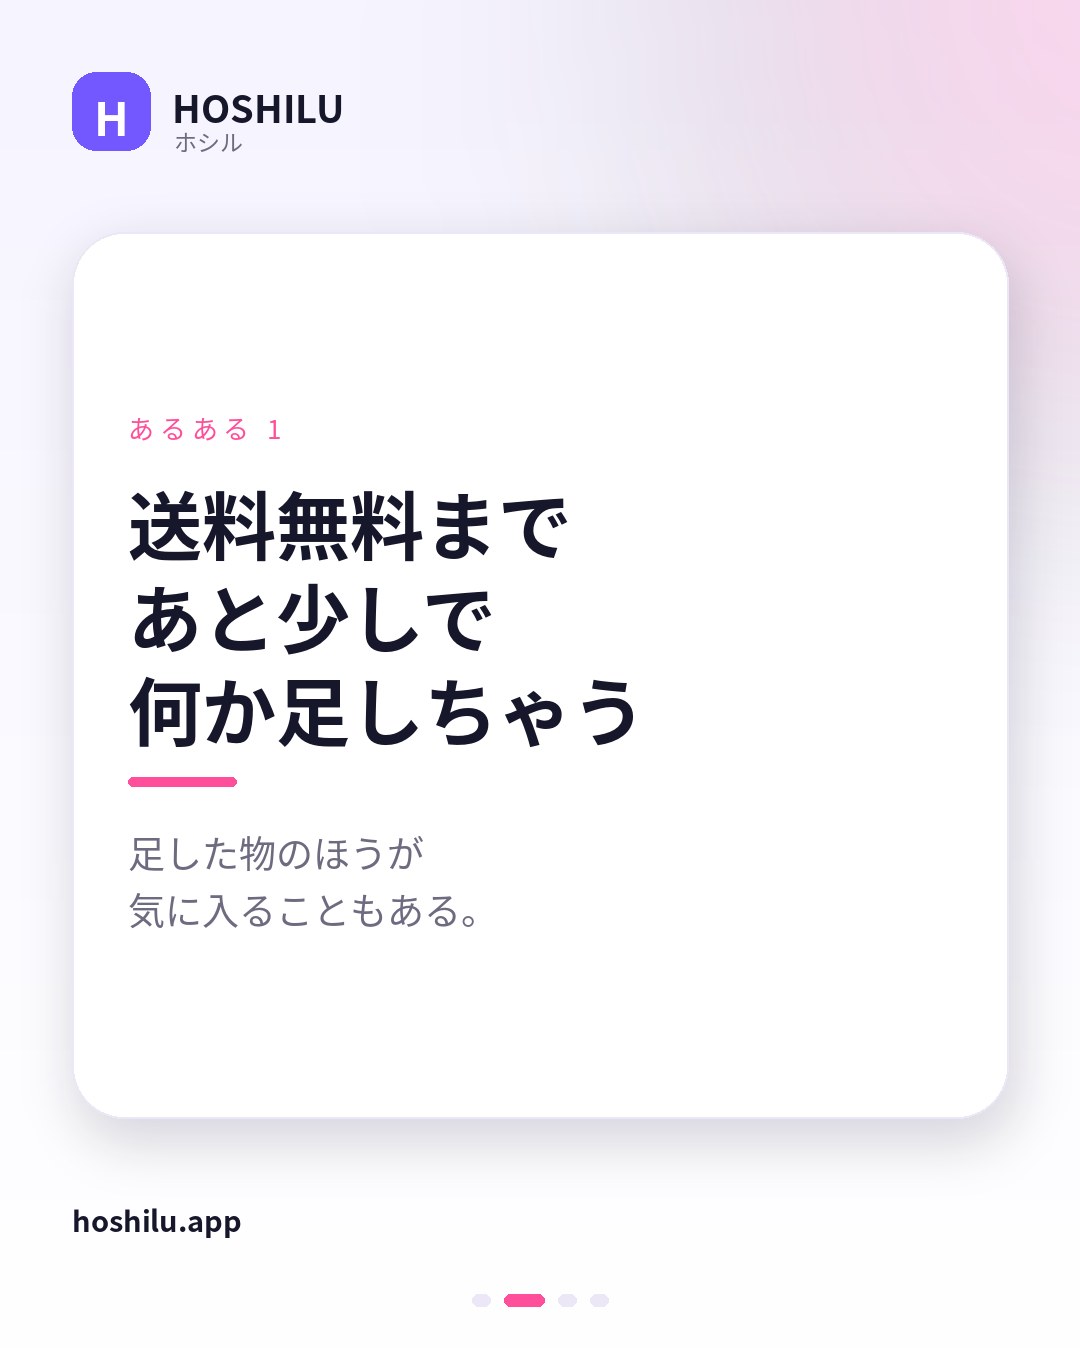 H
HOSHILU
ホシル
あるある 1
送料無料まで
あと少しで
何か足しちゃう
足した物のほうが
気に入ることもある。
hoshilu.app